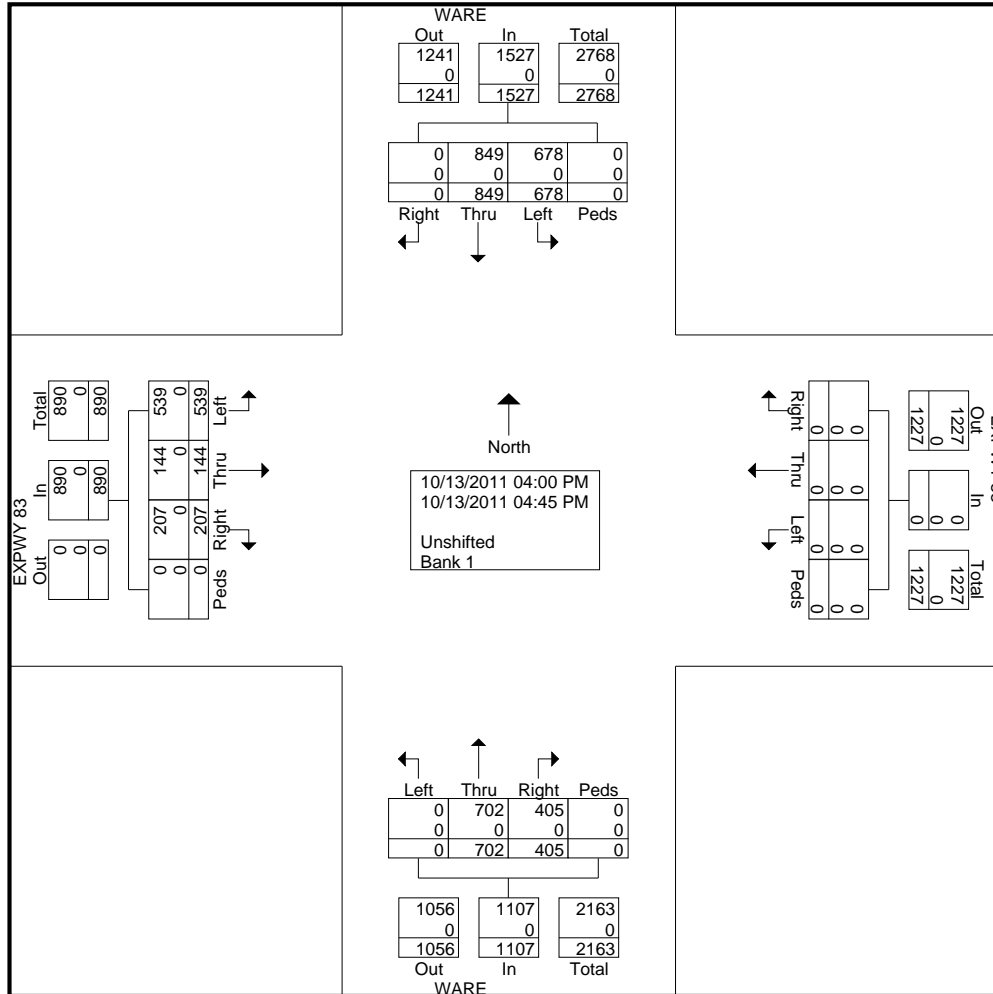 WARE
Out In Total
1241 1527 2768
0 0 0
1241 1527 2768
0 849 678 0
0 0 0 0
0 849 678 0
Right Thru Left Peds
EXPWY 83
Total In Out
890 890 0
0 0 0
890 890 0
539 144 207 0
0 0 0 0
539 144 207 0
Left Thru Right Peds
North
10/13/2011 04:00 PM
10/13/2011 04:45 PM
Unshifted
Bank 1
Right Thru Left Peds
0 0 0 0
0 0 0 0
0 0 0 0
Out In Total
1227 0 1227
0 0 0
1227 0 1227
Left Thru Right Peds
0 702 405 0
0 0 0 0
0 702 405 0
1056 1107 2163
0 0 0
1056 1107 2163
Out In Total
WARE